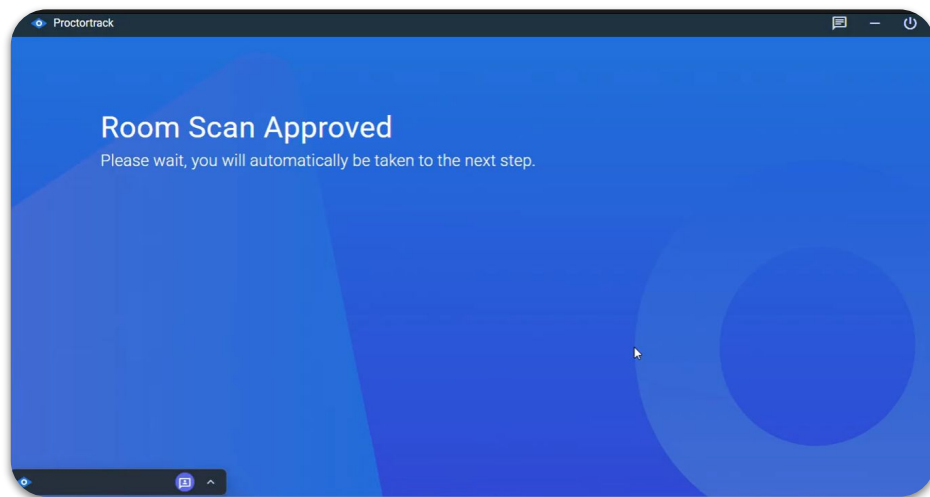 Proctortrack
Room Scan Approved
Please wait, you will automatically be taken to the next step.